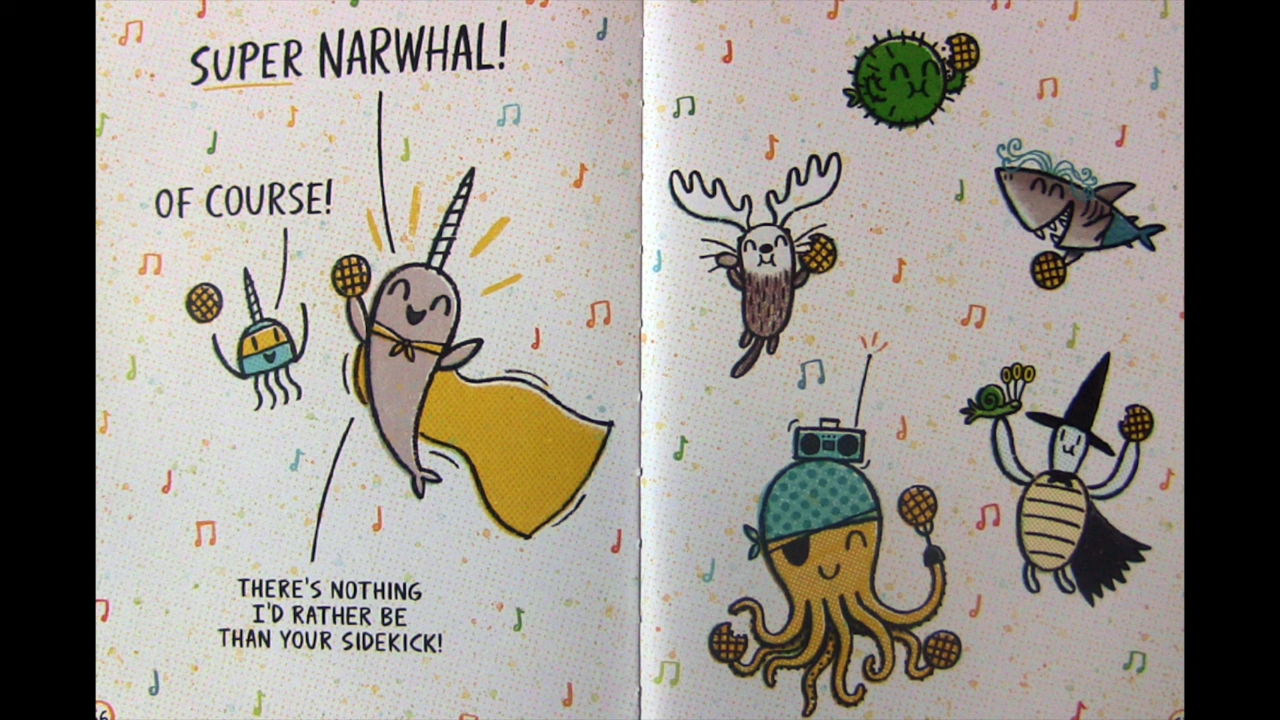 SUPER NARWHAL!
OF COURSE!
THERE'S NOTHING
I'D RATHER BE
THAN YOUR SIDEKICK!